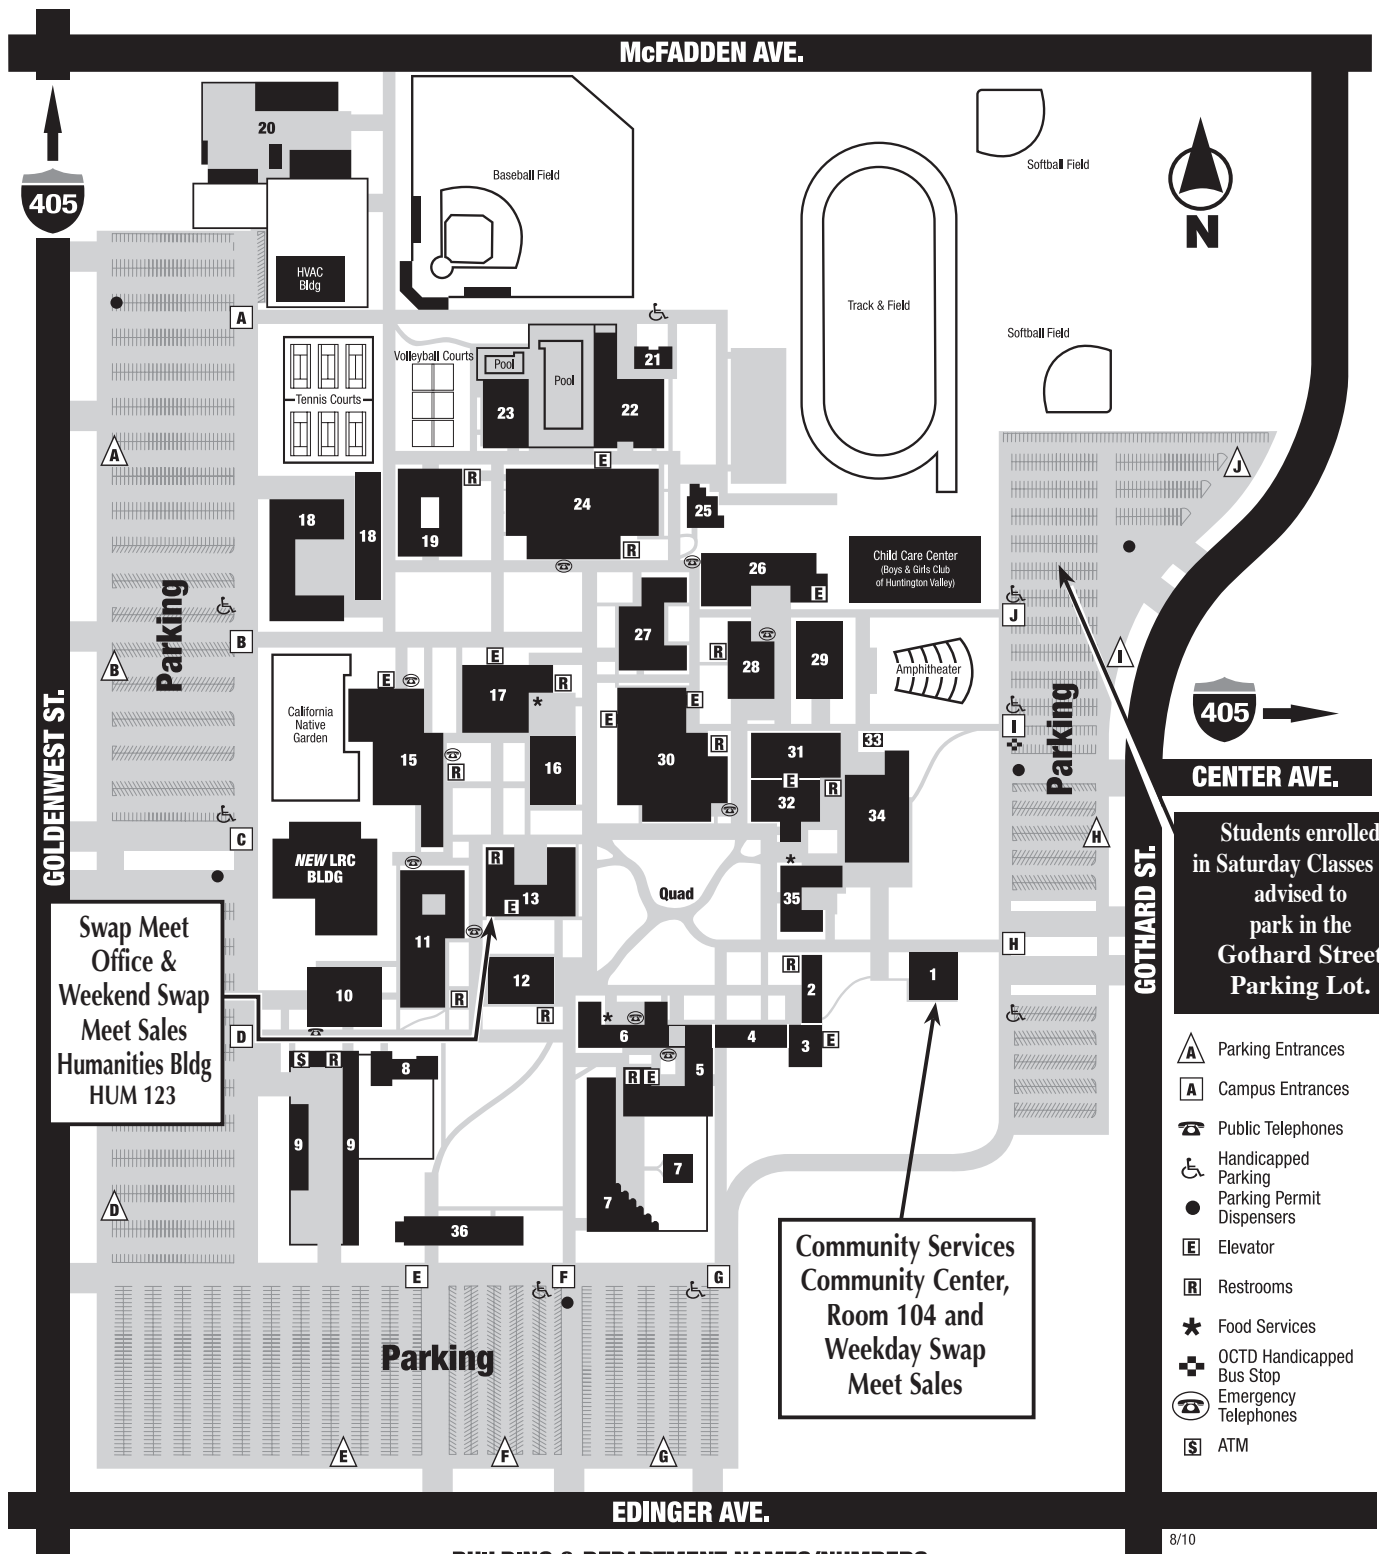 McFADDEN AVE.
405
20
Baseball Field
Softball Field
N
HVAC
Bldg
A
Track & Field
Softball Field
Volleyball Courts
Pool
Pool
21
Tennis Courts
23
22
A
E
J
R
18
18
19
24
25
R
Child Care Center
(Boys & Girls Club
of Huntington Valley)
26
E
Parking
B
B
J
27
R
28
29
Amphitheater
I
GOLDENWEST ST.
California
Native
Garden
E
E
17
R
E
E
15
R
16
30
R
31
33
E
R
32
34
I
Parking
405
CENTER AVE.
H
C
NEW LRC
BLDG
R
13
E
Quad
35
11
GOTHARD ST.
Students enrolled
in Saturday Classes
advised to
park in the
Gothard Street
Parking Lot.
Swap Meet
Office &
Weekend Swap
Meet Sales
Humanities Bldg
HUM 123
H
10
R
12
R
R
2
1
D
6
4
3
E
5
R E
$ R
8
9
9
7
7
D
36
Community Services
Community Center,
Room 104 and
Weekday Swap
Meet Sales
E
F
G
Parking
E
F
G
A Parking Entrances
A Campus Entrances
Public Telephones
Handicapped
Parking
Parking Permit
Dispensers
E Elevator
R Restrooms
Food Services
OCTD Handicapped
Bus Stop
Emergency
Telephones
$ ATM
EDINGER AVE.
8/10
BUILDING & DEPARTMENT NAMES/NUMBERS